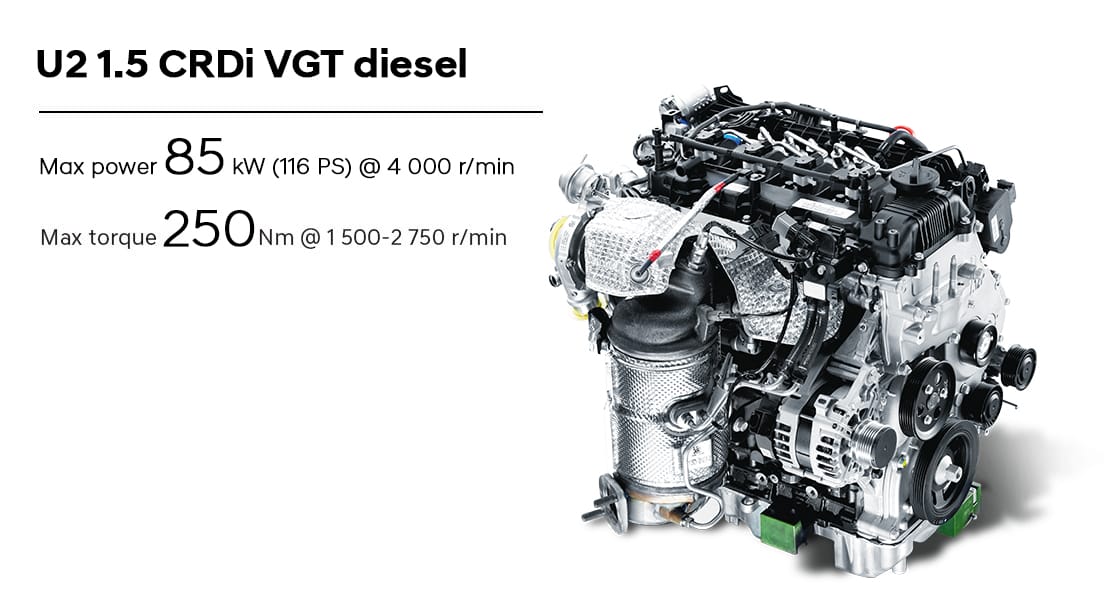 U2 1.5 CRDi VGT diesel
Max power 85 kW (116 PS) @ 4 000 r/min
Max torque 250 Nm @ 1 500-2 750 r/min